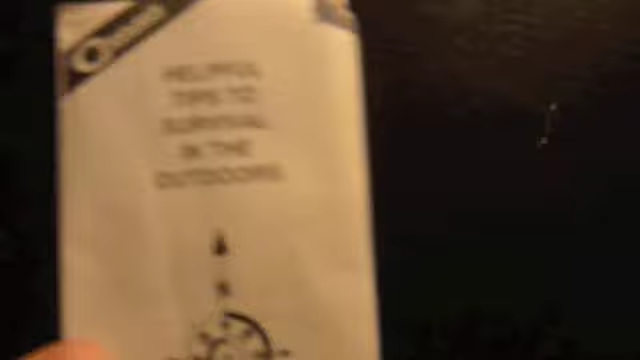 HELPFUL
TIPS TO
SURVIVAL
IN THE
OUTDOORS
N